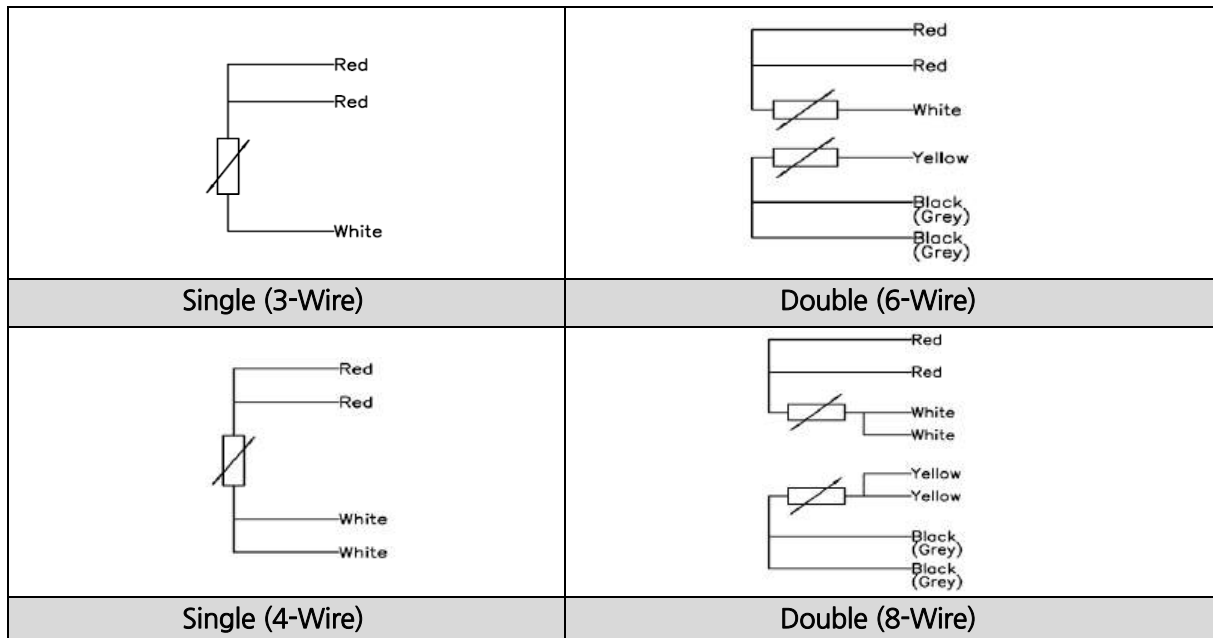 Red
Red
White
Red
Red
White
Yellow
Black
(Grey)
Black
(Grey)
Single (3-Wire)
Double (6-Wire)
Red
Red
White
White
Red
Red
White
White
Yellow
Yellow
Black
(Grey)
Black
(Grey)
Single (4-Wire)
Double (8-Wire)